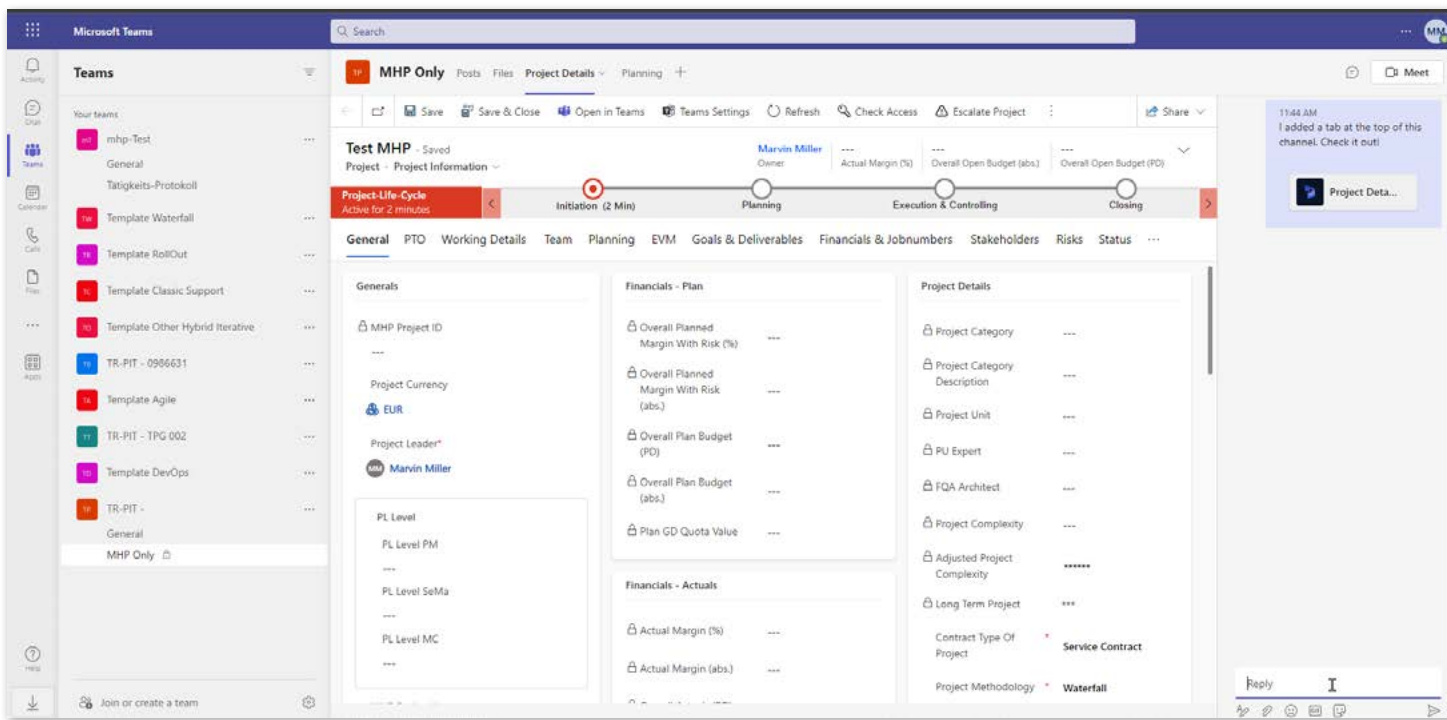 Microsoft Teams
Search
MM
Activity
Chat
Teams
Calendar
Calls
Files
Apps
Help
Teams
Your teams
mhp-Test
General
Tätigkeits-Protokoll
TW Template Waterfall
TR Template RollOut
TC Template Classic Support
TO Template Other Hybrid Iterative
TR-PIT - 0986631
TA Template Agile
TT TR-PIT - TPG 002
TD Template DevOps
TP TR-PIT -
General
MHP Only
Join or create a team
TP MHP Only Posts Files Project Details Planning
Meet
Save Save & Close Open in Teams Teams Settings Refresh Check Access Escalate Project Share
Test MHP - Saved
Project · Project Information
Marvin Miller
Owner
---
Actual Margin (%)
---
Overall Open Budget (abs.)
---
Overall Open Budget (PD)
Project-Life-Cycle
Active for 2 minutes
Initiation (2 Min) Planning Execution & Controlling Closing
General PTO Working Details Team Planning EVM Goals & Deliverables Financials & Jobnumbers Stakeholders Risks Status ...
Generals
MHP Project ID
---
Project Currency
EUR
Project Leader*
MM Marvin Miller
PL Level
PL Level PM
---
PL Level SeMa
---
PL Level MC
---
Financials - Plan
Overall Planned
Margin With Risk (%) ---
Overall Planned
Margin With Risk ---
(abs.)
Overall Plan Budget
(PD) ---
Overall Plan Budget
(abs.) ---
Plan GD Quota Value ---
Financials - Actuals
Actual Margin (%) ---
Actual Margin (abs.) ---
Project Details
Project Category ---
Project Category
Description ---
Project Unit ---
PU Expert ---
FQA Architect ---
Project Complexity ---
Adjusted Project
Complexity ------
Long Term Project ---
Contract Type Of * Service Contract
Project
Project Methodology * Waterfall
11:44 AM
I added a tab at the top of this
channel. Check it out!
Project Deta...
Reply